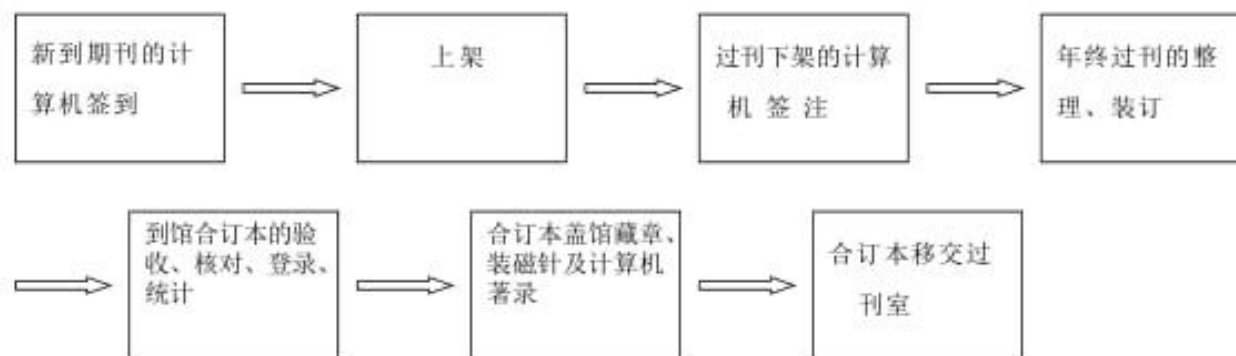 新到期刊的计
算机签到
上架
过刊下架的计算
机签注
年终过刊的整
理、装订
到馆合订本的验
收、核对、登录、
统计
合订本盖馆藏章、
装磁针及计算机
著录
合订本移交过
刊室